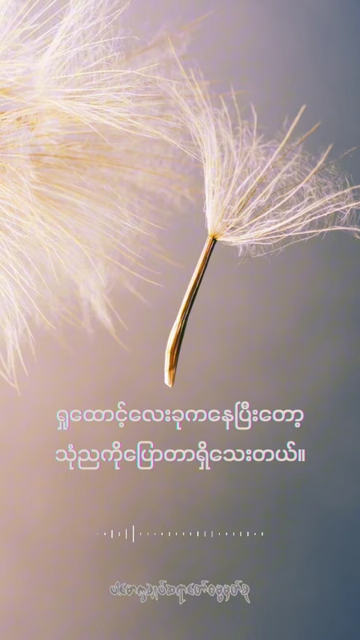 ရှုထောင့်လေးခုကနေပြီးတော့
သုံညကိုပြောတာရှိသေးတယ်။